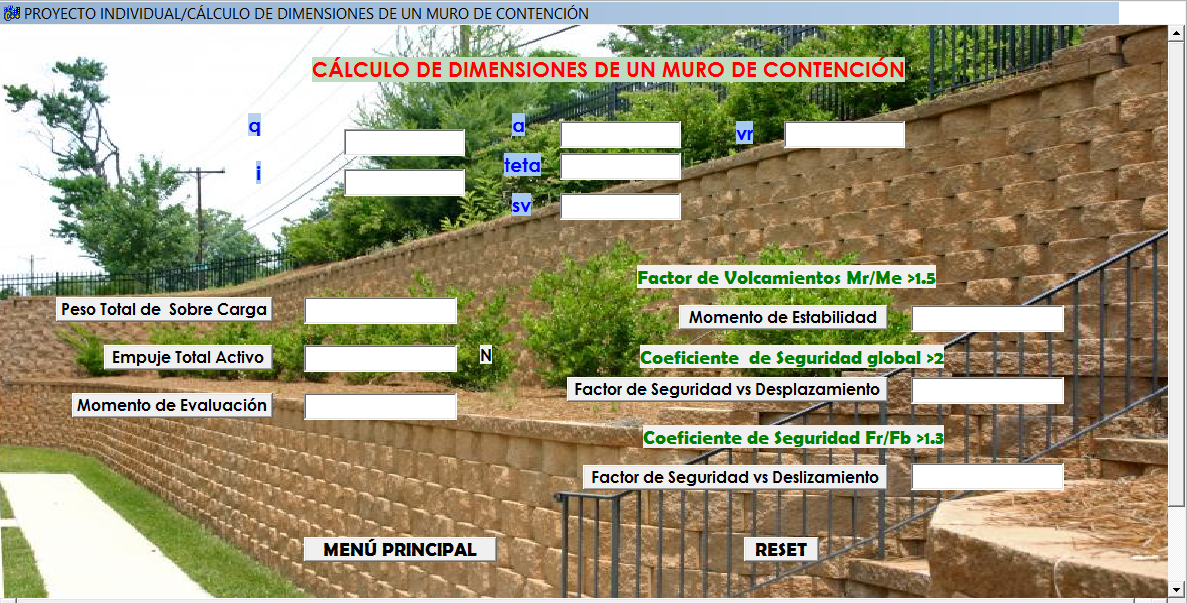 PROYECTO INDIVIDUAL/CÁLCULO DE DIMENSIONES DE UN MURO DE CONTENCIÓN
CÁLCULO DE DIMENSIONES DE UN MURO DE CONTENCIÓN
q
a
vr
i
teta
sv
Factor de Volcamientos Mr/Me >1.5
Peso Total de Sobre Carga
Momento de Estabilidad
Empuje Total Activo
N
Coeficiente de Seguridad global >2
Factor de Seguridad vs Desplazamiento
Momento de Evaluación
Coeficiente de Seguridad Fr/Fb >1.3
Factor de Seguridad vs Deslizamiento
MENÚ PRINCIPAL
RESET